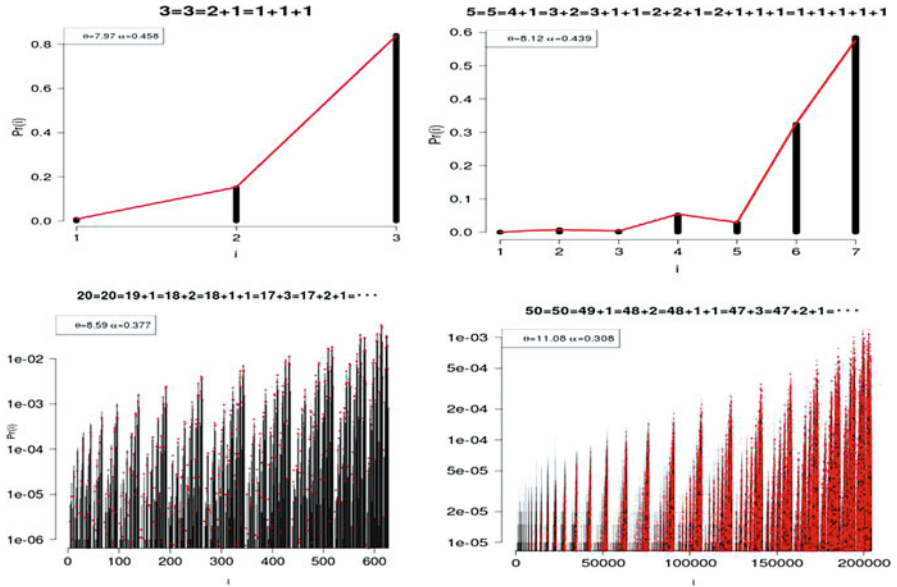 3=3=2+1=1+1+1
θ=7.97 α=0.458
0.8
0.6
0.4
0.2
0.0
Pr(i)
1 2 3
i
5=5=4+1=3+2=3+1+1=2+2+1=2+1+1+1=1+1+1+1+1
θ=8.12 α=0.439
0.6
0.5
0.4
0.3
0.2
0.1
0.0
Pr(i)
1 2 3 4 5 6 7
i
20=20=19+1=18+2=18+1+1=17+3=17+2+1=···
θ=8.59 α=0.377
1e-02
1e-03
1e-04
1e-05
1e-06
Pr(i)
0 100 200 300 400 500 600
i
50=50=49+1=48+2=48+1+1=47+3=47+2+1=···
θ=11.08 α=0.308
1e-03
5e-04
2e-04
1e-04
5e-05
2e-05
1e-05
0 50000 100000 150000 200000
i